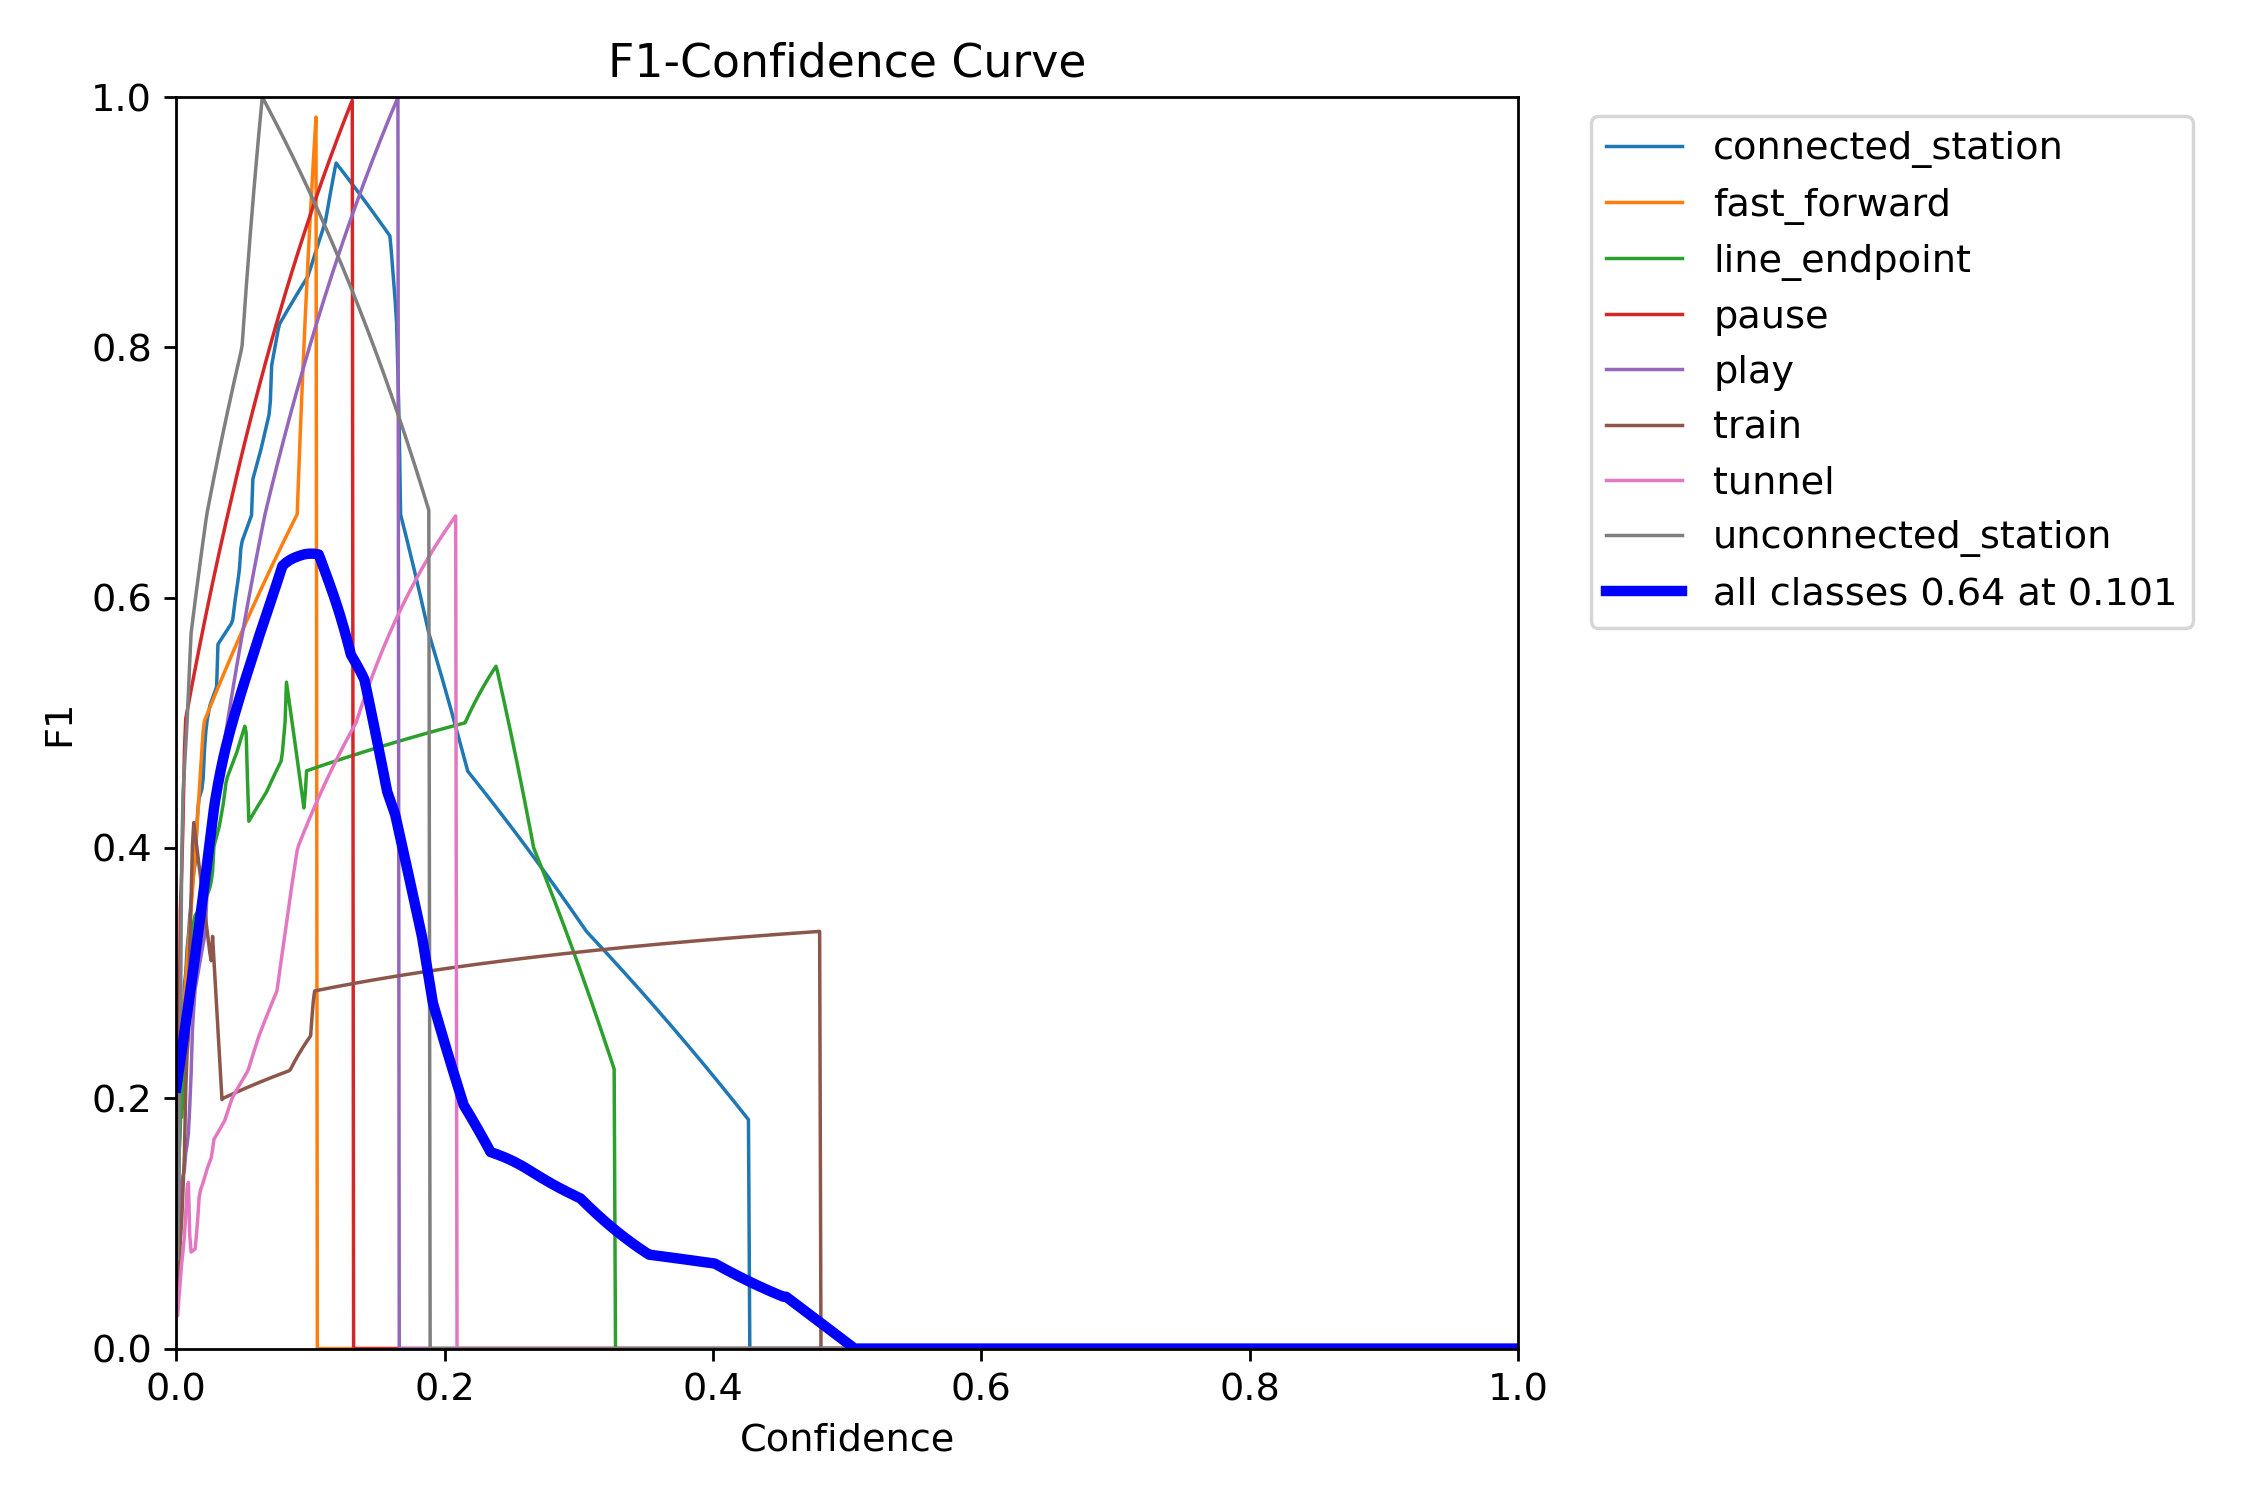 F1-Confidence Curve
1.0
0.8
0.6
0.4
0.2
0.0
F1
0.0 0.2 0.4 0.6 0.8 1.0
Confidence
connected_station
fast_forward
line_endpoint
pause
play
train
tunnel
unconnected_station
all classes 0.64 at 0.101